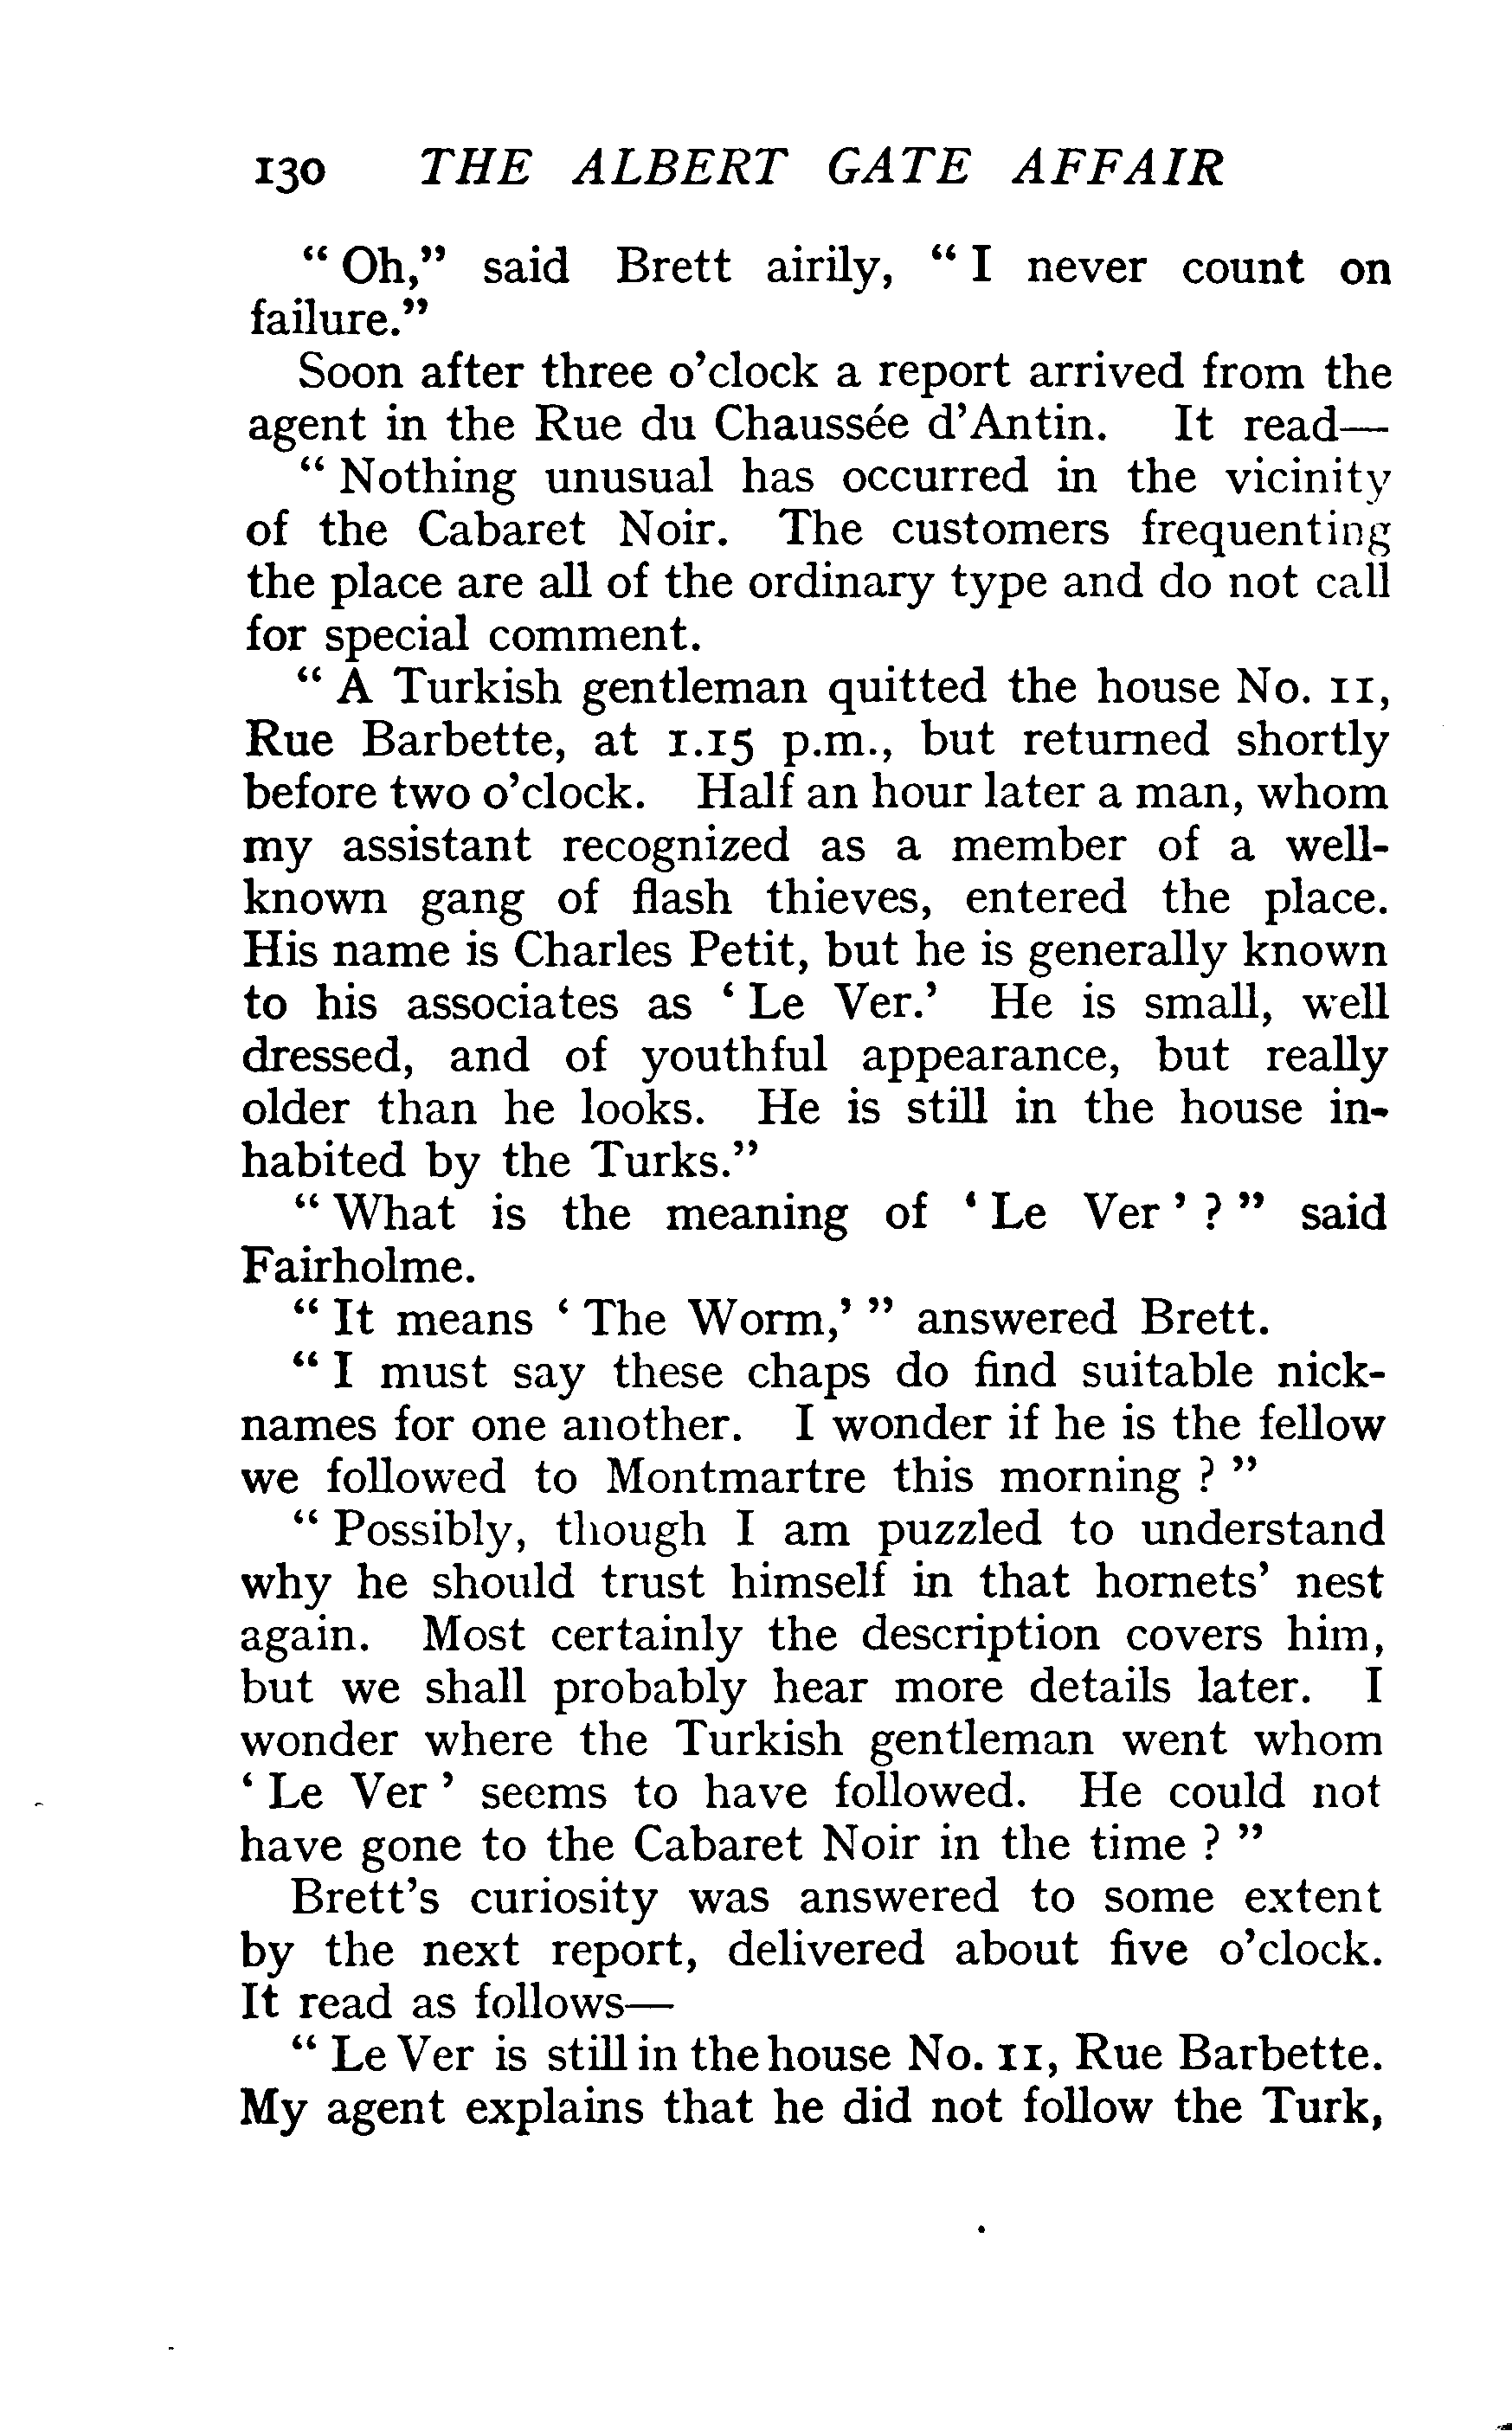 130 THE ALBERT GATE AFFAIR
“ Oh,” said Brett airily, “ I never count on
failure.”
Soon after three o’clock a report arrived from the
agent in the Rue du Chaussée d’Antin. It read—
“ Nothing unusual has occurred in the vicinity
of the Cabaret Noir. The customers frequenting
the place are all of the ordinary type and do not call
for special comment.
“ A Turkish gentleman quitted the house No. 11,
Rue Barbette, at 1.15 p.m., but returned shortly
before two o’clock. Half an hour later a man, whom
my assistant recognized as a member of a well-
known gang of flash thieves, entered the place.
His name is Charles Petit, but he is generally known
to his associates as ‘ Le Ver.’ He is small, well
dressed, and of youthful appearance, but really
older than he looks. He is still in the house in-
habited by the Turks.”
“ What is the meaning of ‘ Le Ver ’ ? ” said
Fairholme.
“ It means ‘ The Worm,’ ” answered Brett.
“ I must say these chaps do find suitable nick-
names for one another. I wonder if he is the fellow
we followed to Montmartre this morning ? ”
“ Possibly, though I am puzzled to understand
why he should trust himself in that hornets’ nest
again. Most certainly the description covers him,
but we shall probably hear more details later. I
wonder where the Turkish gentleman went whom
‘ Le Ver ’ seems to have followed. He could not
have gone to the Cabaret Noir in the time ? ”
Brett’s curiosity was answered to some extent
by the next report, delivered about five o’clock.
It read as follows—
“ Le Ver is still in the house No. 11, Rue Barbette.
My agent explains that he did not follow the Turk,